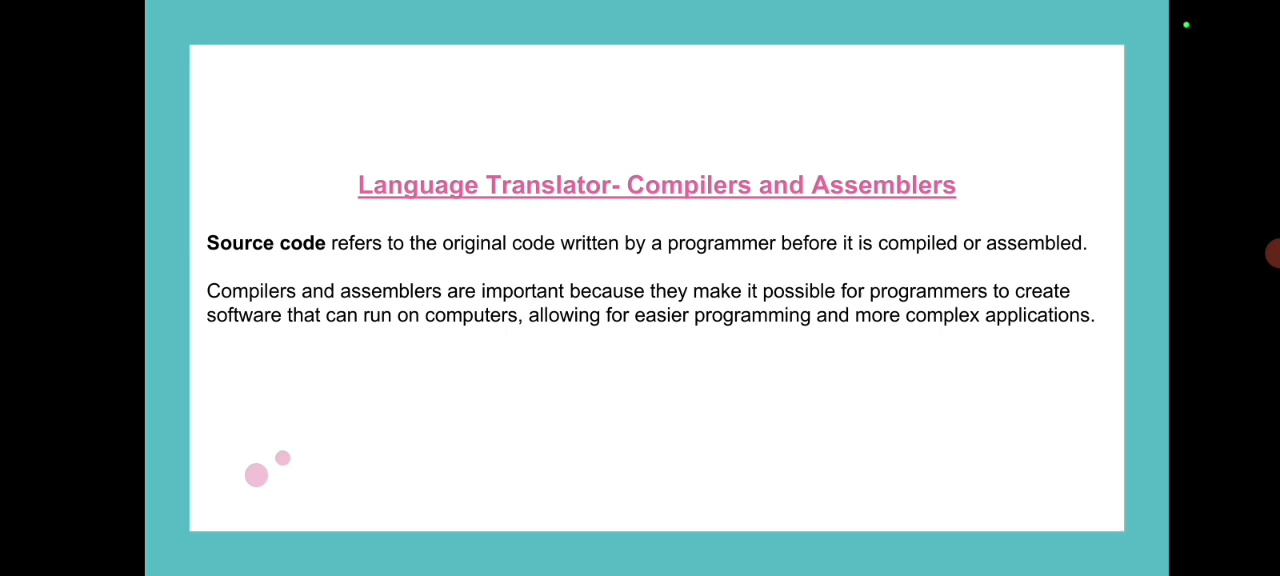 Language Translator- Compilers and Assemblers
Source code refers to the original code written by a programmer before it is compiled or assembled.
Compilers and assemblers are important because they make it possible for programmers to create
software that can run on computers, allowing for easier programming and more complex applications.